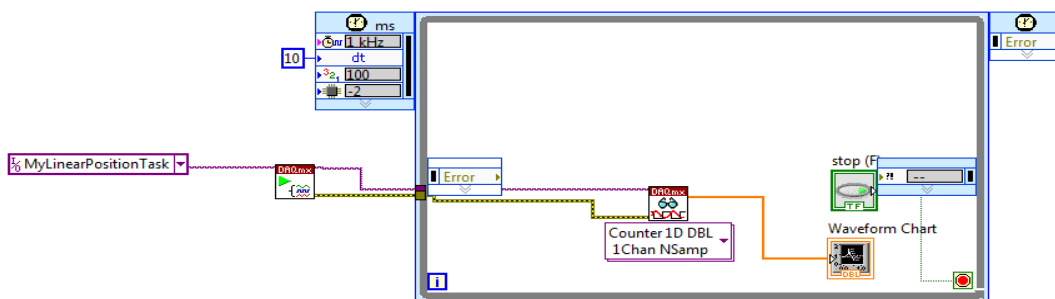 ms
1 kHz
Error
10
dt
100
-2
MyLinearPositionTask
DAQmx
Error
stop (F
--
?!
DAQmx
TF
Counter 1D DBL
1Chan NSamp
Waveform Chart
DBL
i